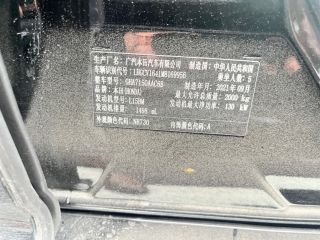 生产厂名：广汽本田汽车有限公司 制造国：中华人民共和国
车辆识别代号： 乘坐人数：5
轿车型号： 制造年月：2021年09月
品牌：本田(HONDA) 最大允许总质量：2000 kg
发动机型号：L15BM 发动机最大净功率：130 kW
发动机排量：1498 ml
外观颜色代码：NH730 内饰颜色代码：A